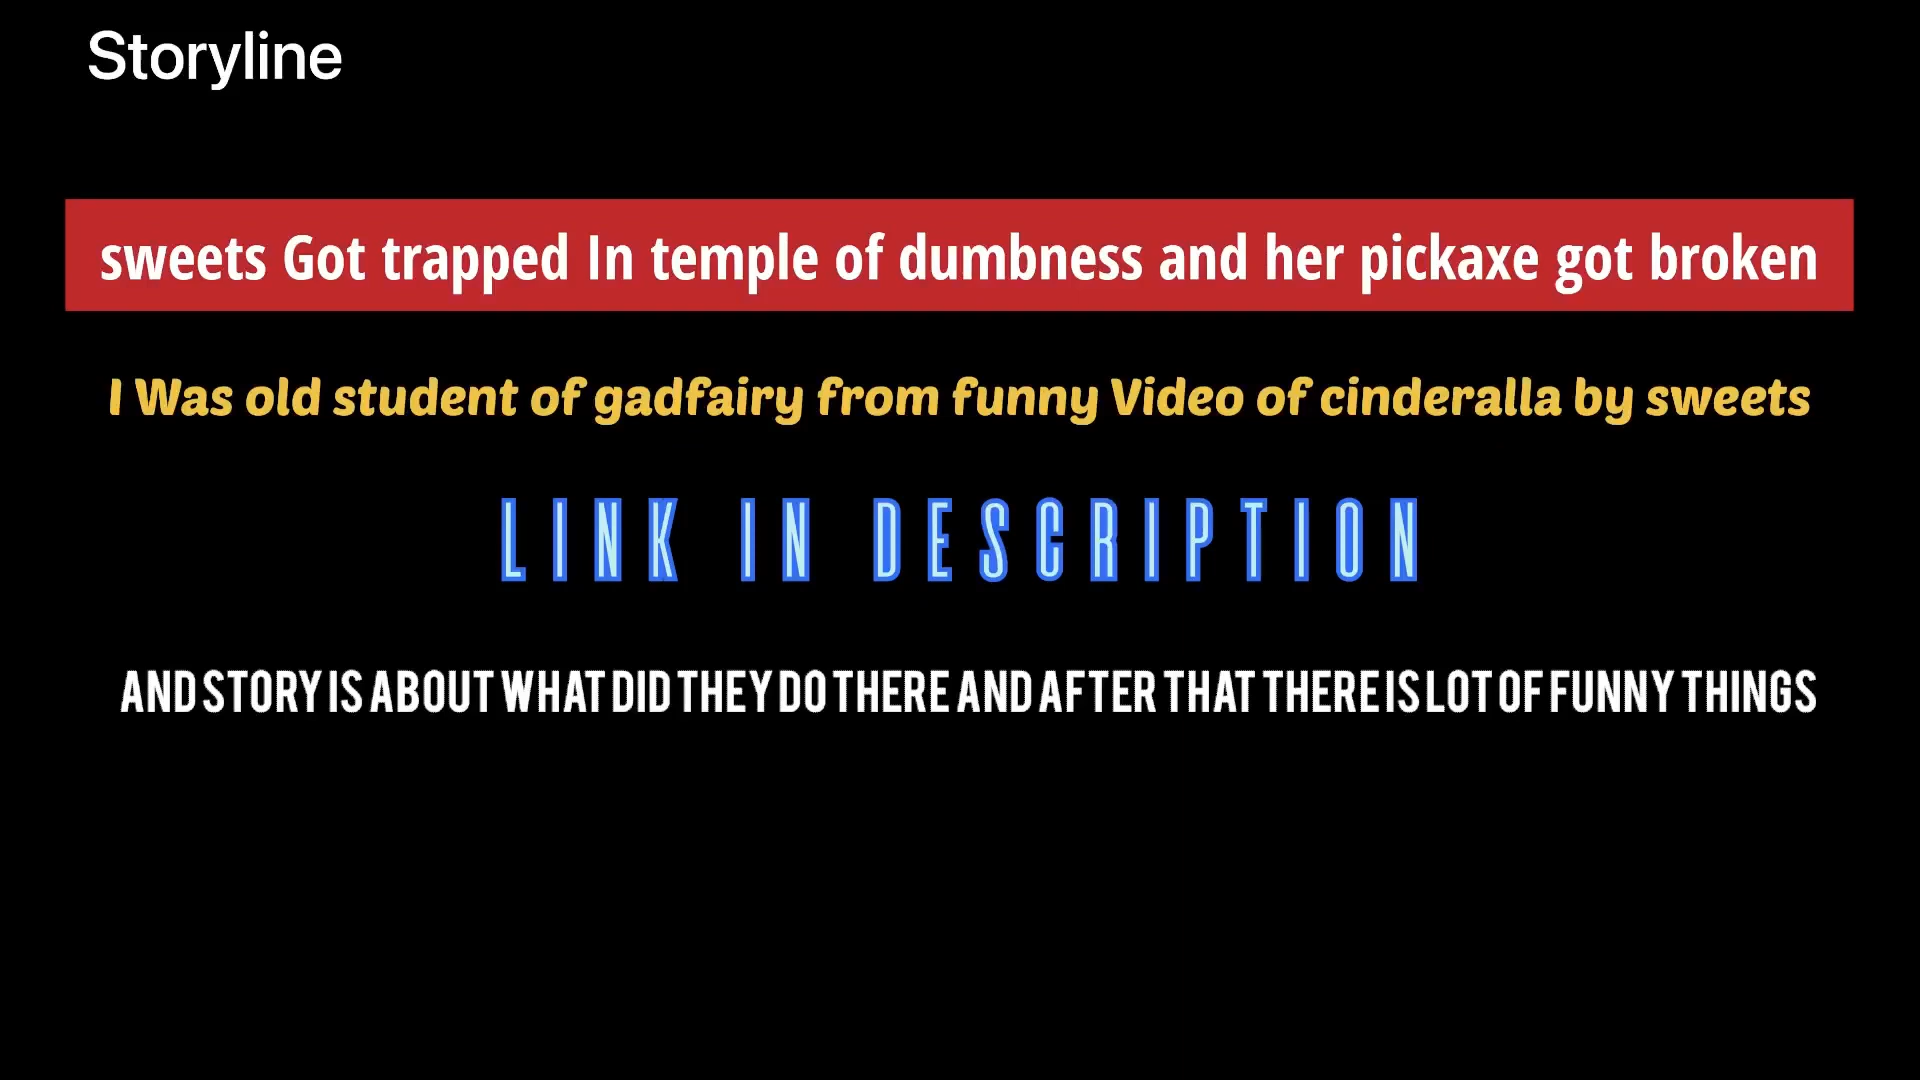 Storyline
sweets Got trapped In temple of dumbness and her pickaxe got broken
I Was old student of gadfairy from funny Video of cinderalla by sweets
LINK IN DESCRIPTION
AND STORY IS ABOUT WHAT DID THEY DO THERE AND AFTER THAT THERE IS LOT OF FUNNY THINGS